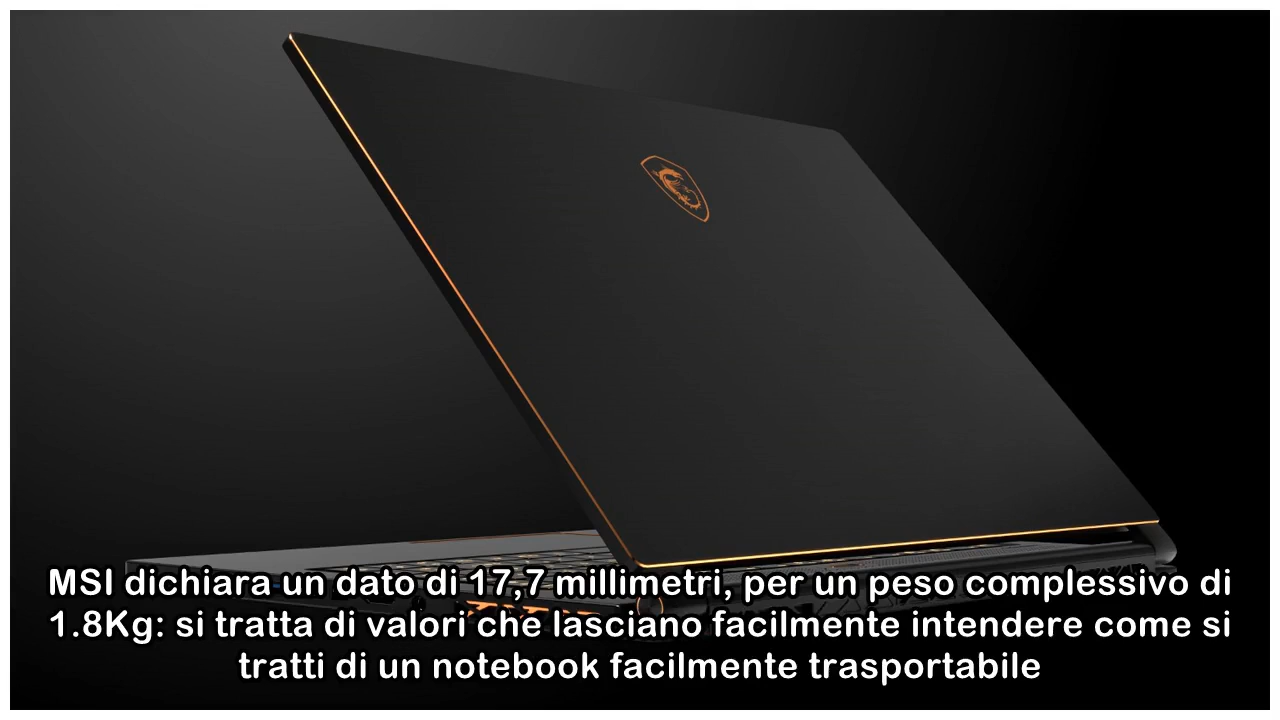 MSI dichiara un dato di 17,7 millimetri, per un peso complessivo di
1.8Kg: si tratta di valori che lasciano facilmente intendere come si
tratti di un notebook facilmente trasportabile